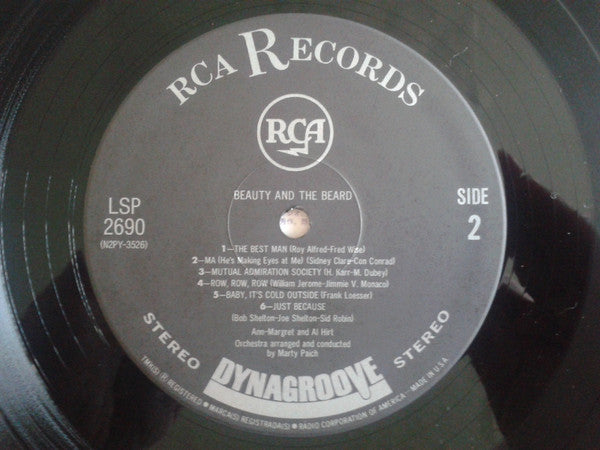 RCA RECORDS
RCA
BEAUTY AND THE BEARD
LSP
2690
(N2PY-3526)
SIDE
2
1—THE BEST MAN (Roy Alfred-Fred Wise)
2—MA (He's Making Eyes at Me) (Sidney Clare-Con Conrad)
3—MUTUAL ADMIRATION SOCIETY (H. Karr-M. Dubey)
4—ROW, ROW, ROW (William Jerome-Jimmie V. Monaco)
5—BABY, IT'S COLD OUTSIDE (Frank Loesser)
6—JUST BECAUSE
(Bob Shelton-Joe Shelton-Sid Robin)
Ann-Margret and Al Hirt
Orchestra arranged and conducted
by Marty Paich
STEREO
DYNAGROOVE
STEREO
TMK(S) ® REGISTERED • MARCA(S) REGISTRADA(S) • RADIO CORPORATION OF AMERICA - MADE IN U.S.A.